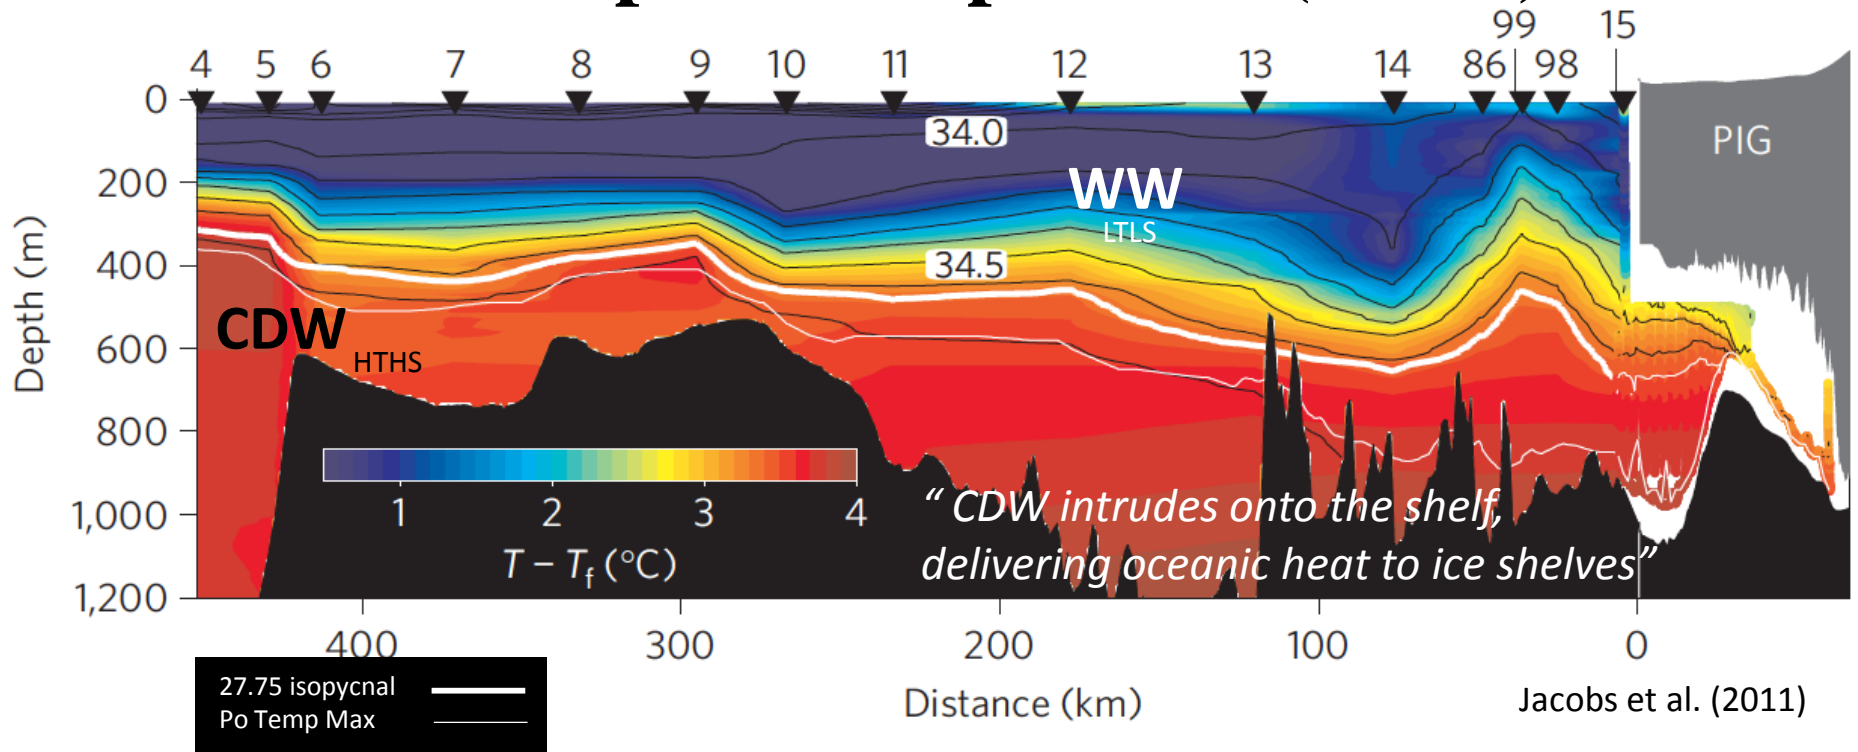 99 15
4 5 6 7 8 9 10 11 12 13 14 86 98
0
200
400
600
800
1,000
1,200
Depth (m)
34.0
34.5
WW
LTLS
CDW
HTHS
PIG
1 2 3 4
T – Tf (°C)
“ CDW intrudes onto the shelf,
delivering oceanic heat to ice shelves”
400 300 200 100 0
Distance (km)
27.75 isopycnal
Po Temp Max
Jacobs et al. (2011)